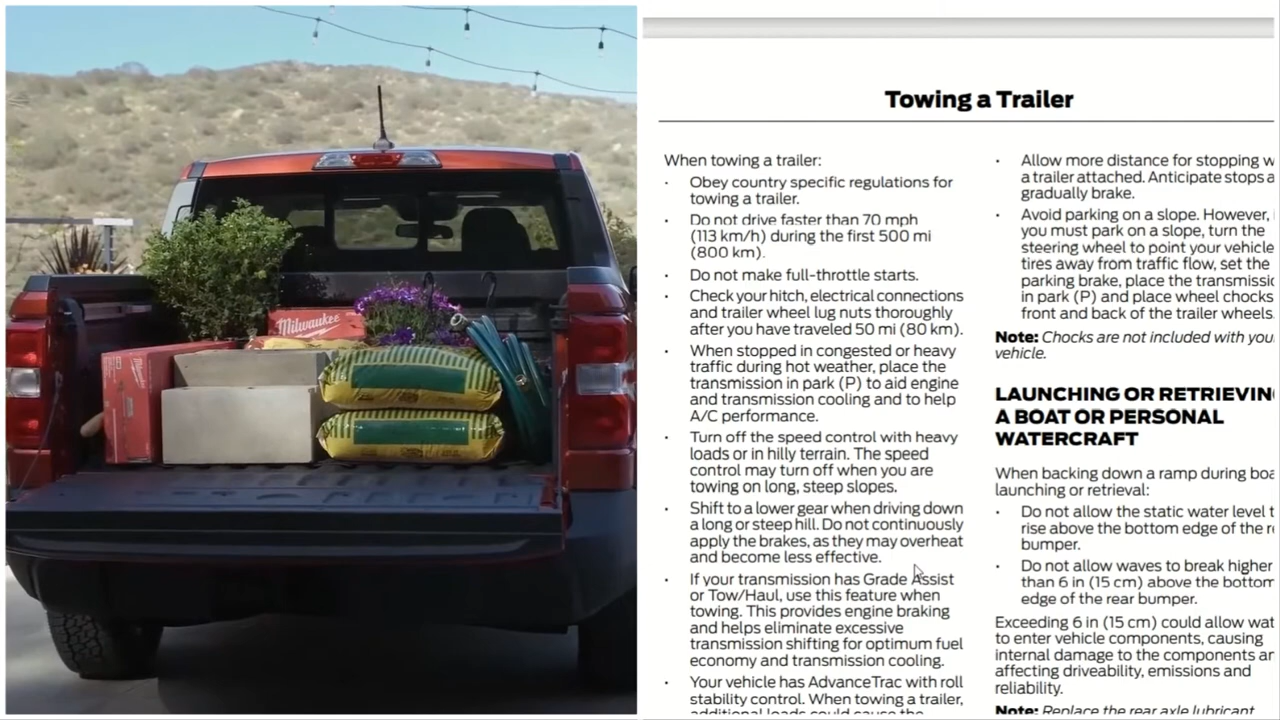 Milwaukee
Towing a Trailer
When towing a trailer:
· Obey country specific regulations for
towing a trailer.
· Do not drive faster than 70 mph
(113 km/h) during the first 500 mi
(800 km).
· Do not make full-throttle starts.
· Check your hitch, electrical connections
and trailer wheel lug nuts thoroughly
after you have traveled 50 mi (80 km).
· When stopped in congested or heavy
traffic during hot weather, place the
transmission in park (P) to aid engine
and transmission cooling and to help
A/C performance.
· Turn off the speed control with heavy
loads or in hilly terrain. The speed
control may turn off when you are
towing on long, steep slopes.
· Shift to a lower gear when driving down
a long or steep hill. Do not continuously
apply the brakes, as they may overheat
and become less effective.
· If your transmission has Grade Assist
or Tow/Haul, use this feature when
towing. This provides engine braking
and helps eliminate excessive
transmission shifting for optimum fuel
economy and transmission cooling.
· Your vehicle has AdvanceTrac with roll
stability control. When towing a trailer,
additional loads could cause the
· Allow more distance for stopping w
a trailer attached. Anticipate stops a
gradually brake.
· Avoid parking on a slope. However,
you must park on a slope, turn the
steering wheel to point your vehicle
tires away from traffic flow, set the
parking brake, place the transmissic
in park (P) and place wheel chocks
front and back of the trailer wheels.
Note: Chocks are not included with you
vehicle.
LAUNCHING OR RETRIEVIN
A BOAT OR PERSONAL
WATERCRAFT
When backing down a ramp during boa
launching or retrieval:
· Do not allow the static water level t
rise above the bottom edge of the r
bumper.
· Do not allow waves to break higher
than 6 in (15 cm) above the bottom
edge of the rear bumper.
Exceeding 6 in (15 cm) could allow wat
to enter vehicle components, causing
internal damage to the components ar
affecting driveability, emissions and
reliability.
Note: Replace the rear axle lubricant